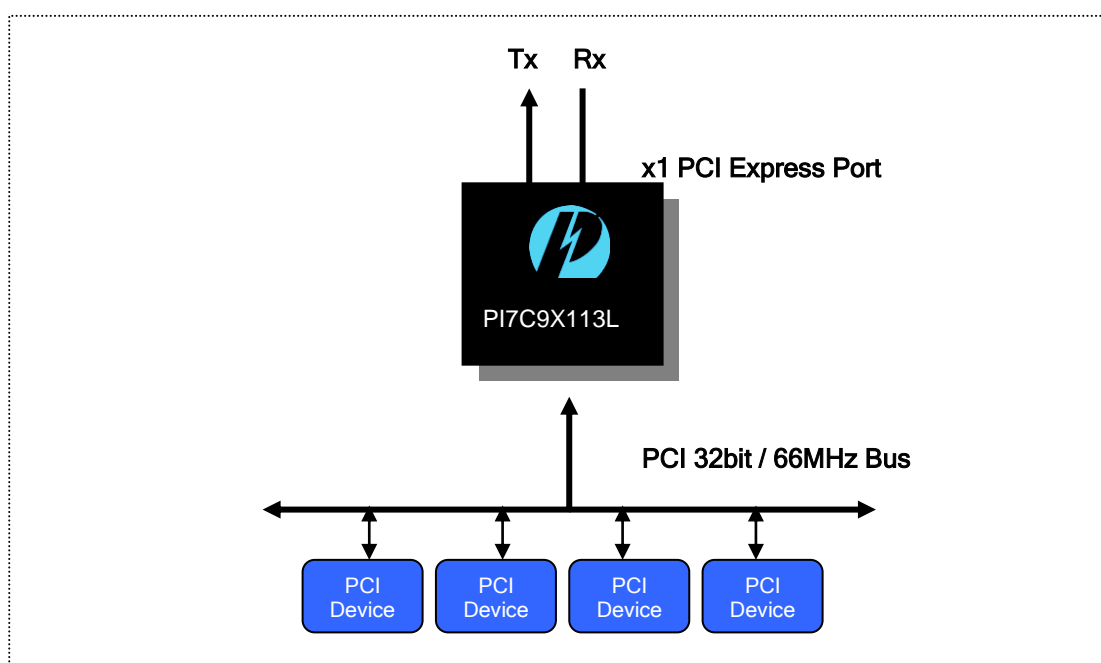 Tx Rx
x1 PCI Express Port
PI7C9X113L
PCI 32bit / 66MHz Bus
PCI
Device
PCI
Device
PCI
Device
PCI
Device